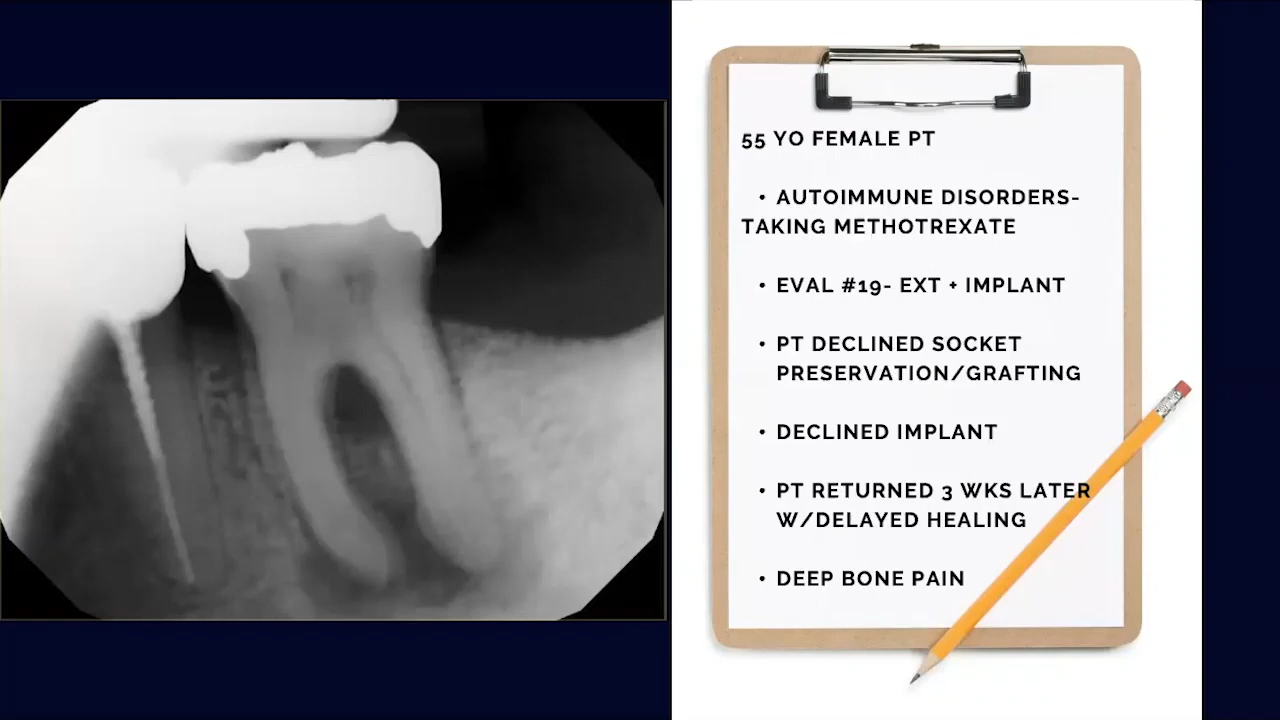 55 YO FEMALE PT
• AUTOIMMUNE DISORDERS-
TAKING METHOTREXATE
• EVAL #19- EXT + IMPLANT
• PT DECLINED SOCKET
PRESERVATION/GRAFTING
• DECLINED IMPLANT
• PT RETURNED 3 WKS LATER
W/DELAYED HEALING
• DEEP BONE PAIN